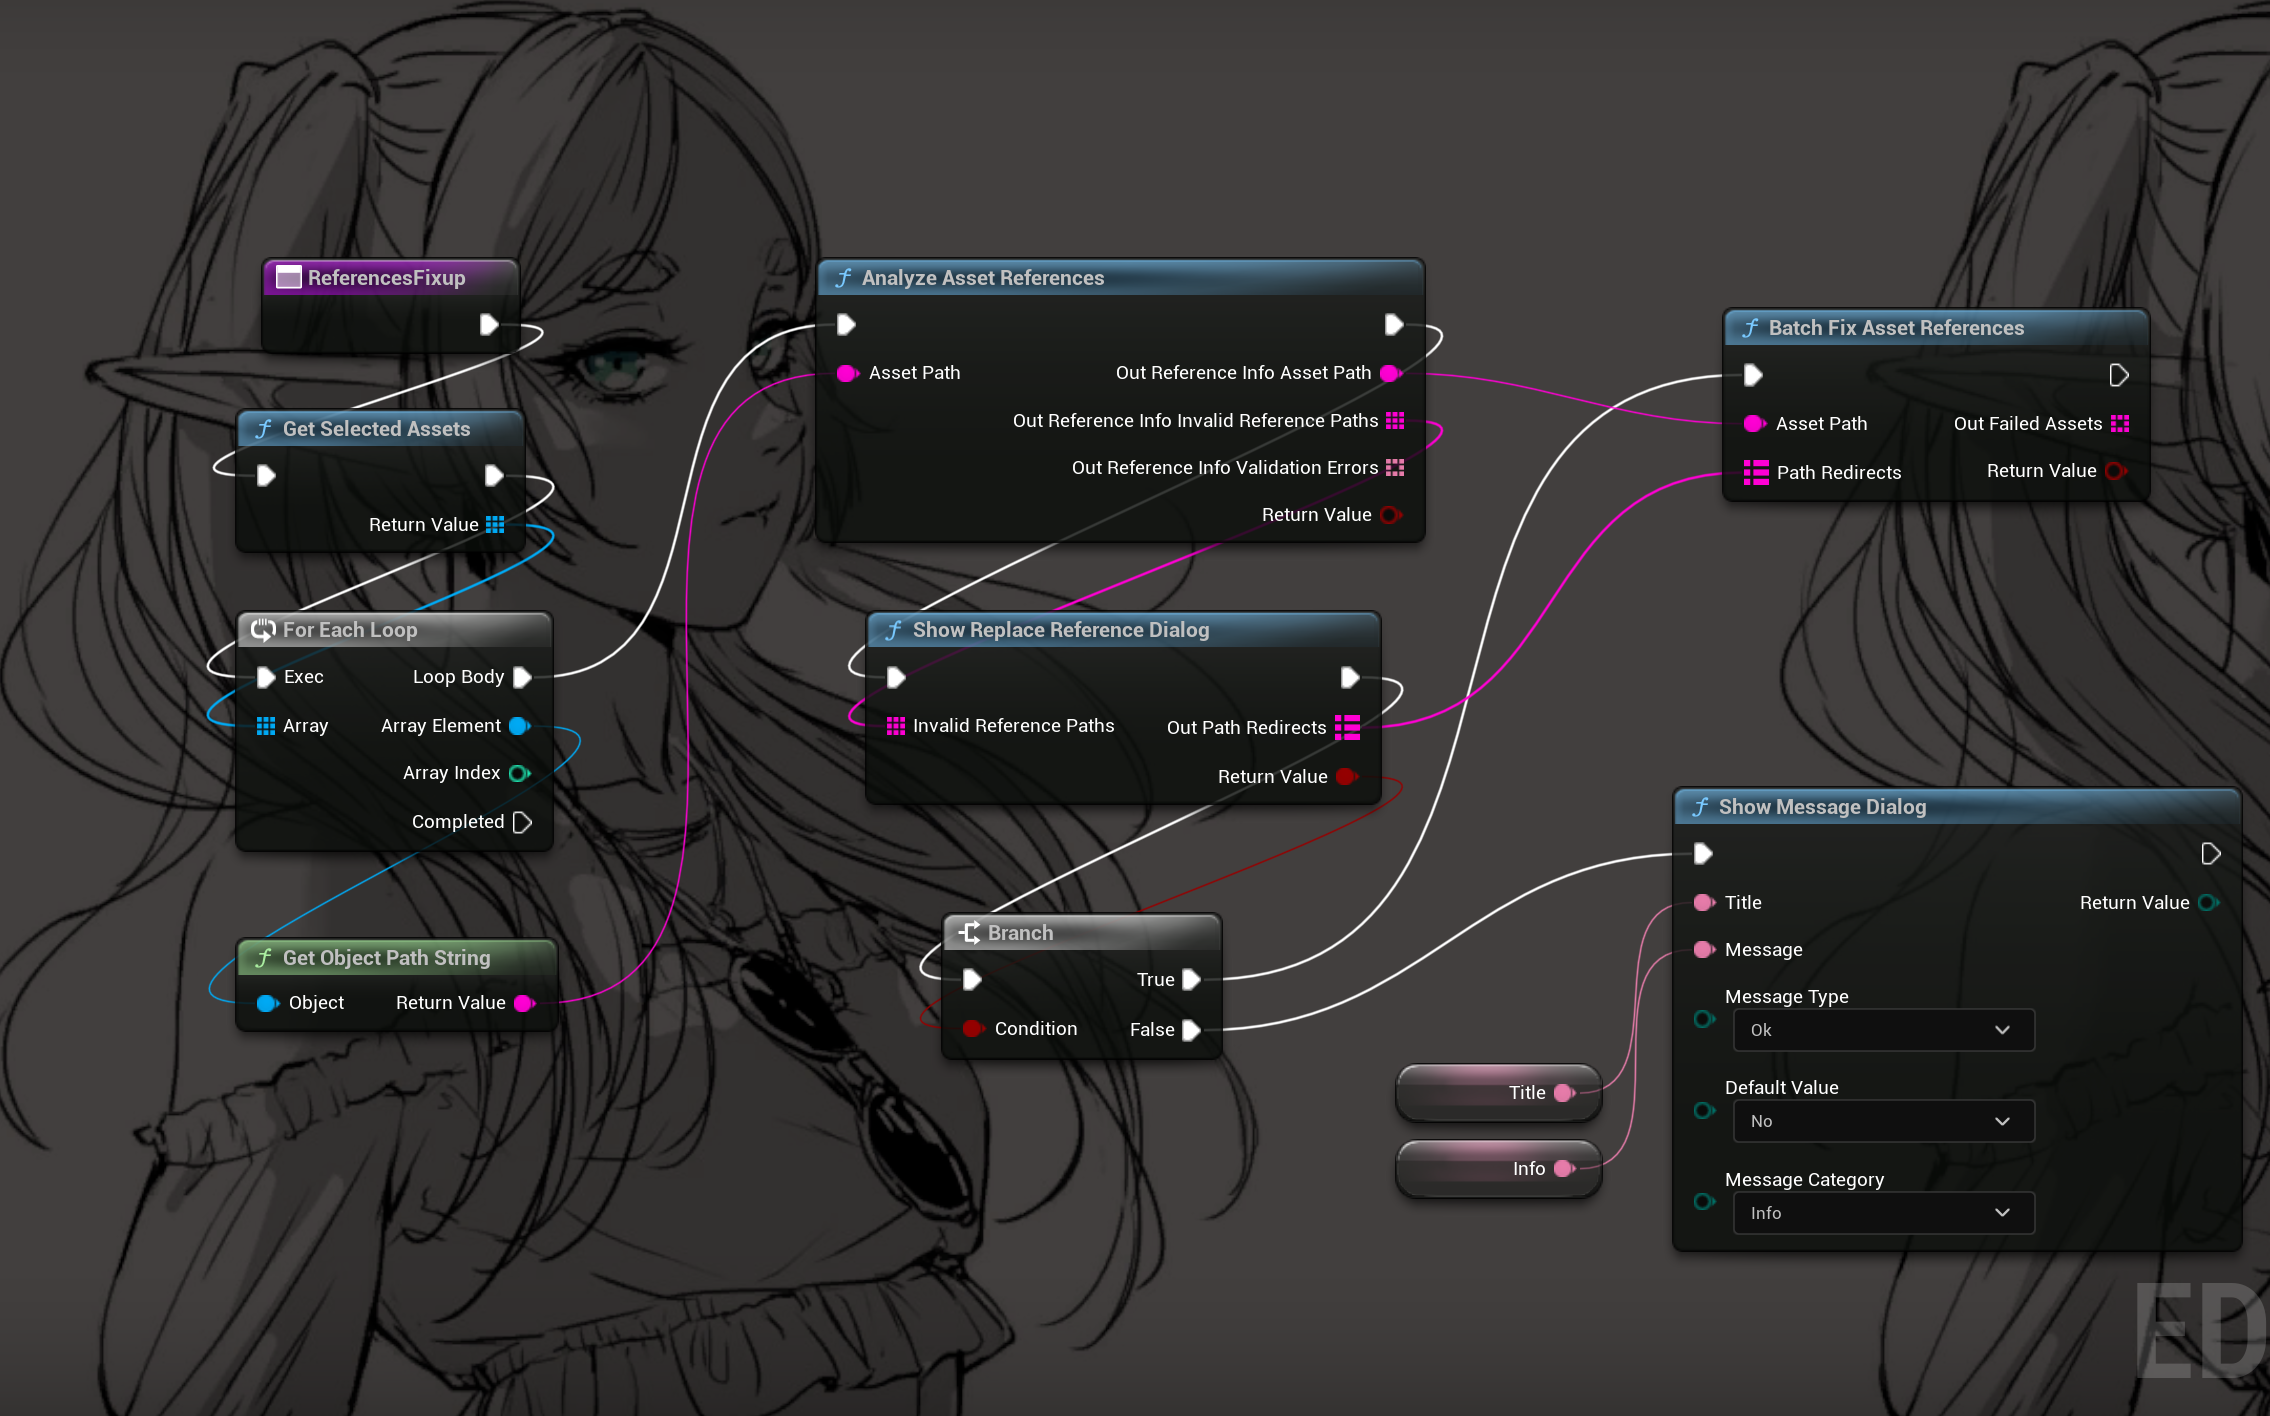 ReferencesFixup
Get Selected Assets
Return Value
For Each Loop
Exec
Loop Body
Array
Array Element
Array Index
Completed
Get Object Path String
Object
Return Value
Analyze Asset References
Asset Path
Out Reference Info Asset Path
Out Reference Info Invalid Reference Paths
Out Reference Info Validation Errors
Return Value
Show Replace Reference Dialog
Invalid Reference Paths
Out Path Redirects
Return Value
Branch
True
Condition
False
Title
Info
Batch Fix Asset References
Asset Path
Out Failed Assets
Path Redirects
Return Value
Show Message Dialog
Title
Return Value
Message
Message Type
Ok
Default Value
No
Message Category
Info
ED